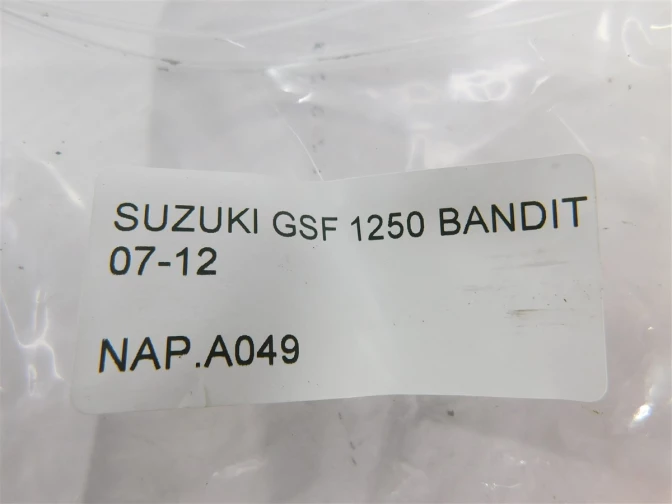 SUZUKI GSF 1250 BANDIT
07-12
NAP.A049